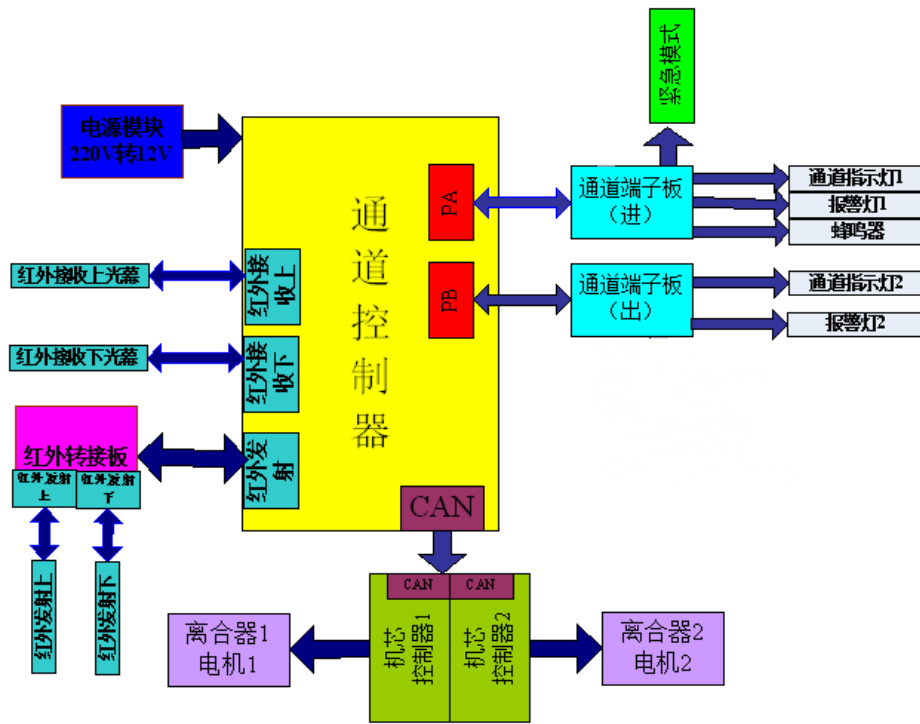 紧急模式
电源模块
220V转12V
通道控制器
PA
通道端子板
(进)
通道指示灯1
报警灯1
蜂鸣器
红外接收上光幕
红外接
收上
PB
通道端子板
(出)
通道指示灯2
报警灯2
红外接收下光幕
红外接
收下
红外转接板
红外发射
上
红外发射
下
红外发
射
CAN
红外发射上
红外发射下
CAN
CAN
机芯
控制器1
机芯
控制器2
离合器1
电机1
离合器2
电机2